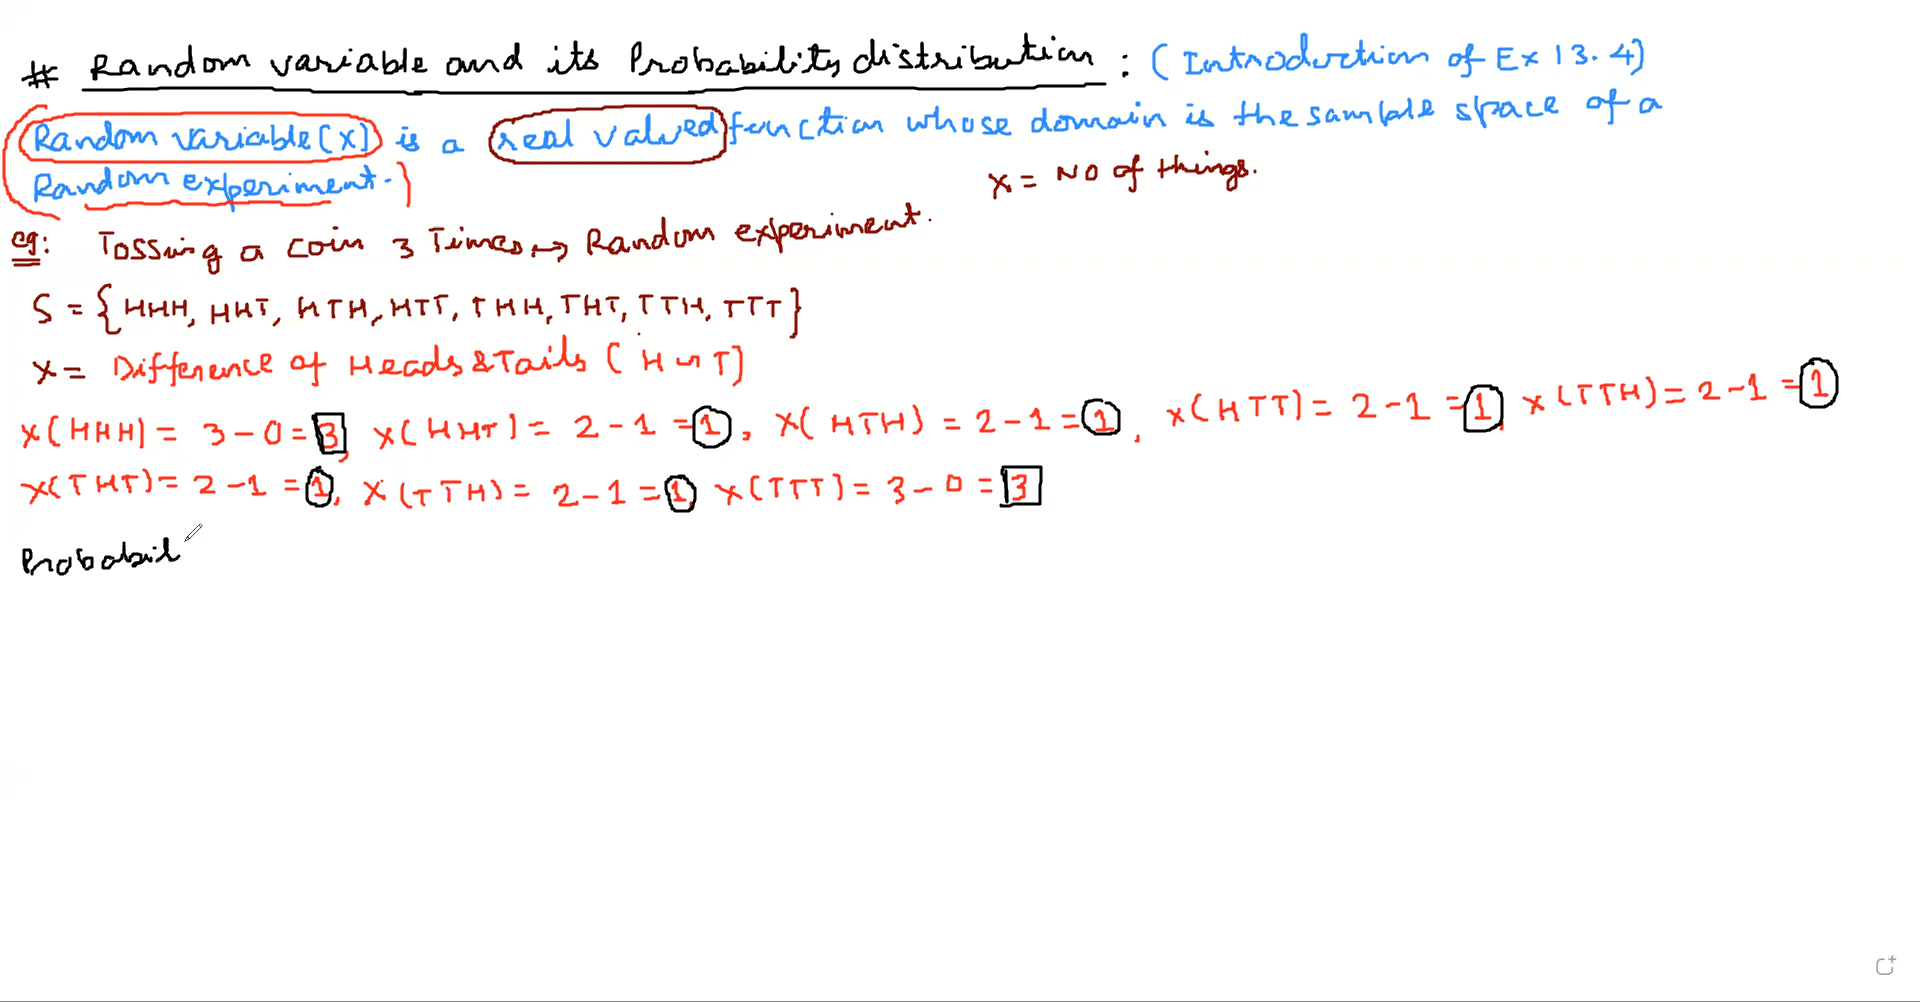 # Random variable and its Probability distribution : (Introduction of Ex 13.4)
Random variable(X) is a real valued function whose domain is the sample space of a
Random experiment.)
X = NO of things.
eg: Tossing a coin 3 Times → Random experiment.
S = {HHH, HHT, HTH, HTT, THH, THT, TTH, TTT}
X = Difference of Heads & Tails (H ~ T)
X(HHH) = 3 - 0 = 3, X(HHT) = 2 - 1 = 1, X(HTH) = 2 - 1 = 1, X(HTT) = 2 - 1 = 1, X(TTH) = 2 - 1 = 1
X(THT) = 2 - 1 = 1, X(TTH) = 2 - 1 = 1, X(TTT) = 3 - 0 = 3
Probabil